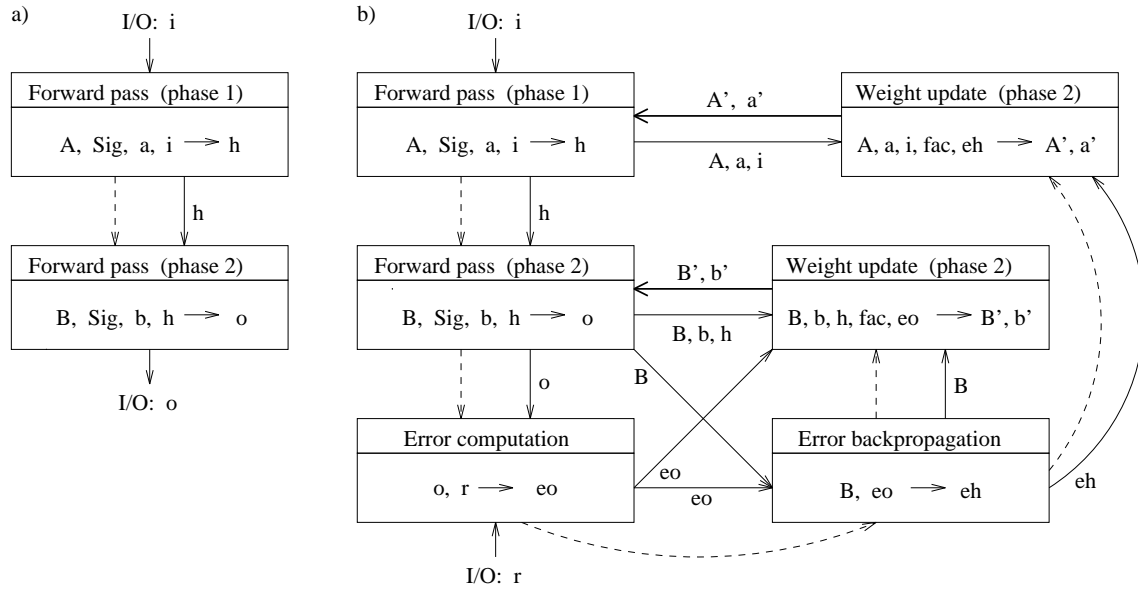 a)
I/O: i
Forward pass (phase 1)
A, Sig, a, i → h
h
Forward pass (phase 2)
B, Sig, b, h → o
I/O: o
b)
I/O: i
Forward pass (phase 1)
A, Sig, a, i → h
A’, a’
A, a, i
Weight update (phase 2)
A, a, i, fac, eh → A’, a’
h
Forward pass (phase 2)
B, Sig, b, h → o
B’, b’
B, b, h
Weight update (phase 2)
B, b, h, fac, eo → B’, b’
o
B
B
Error computation
o, r → eo
eo
eo
Error backpropagation
B, eo → eh
eh
I/O: r